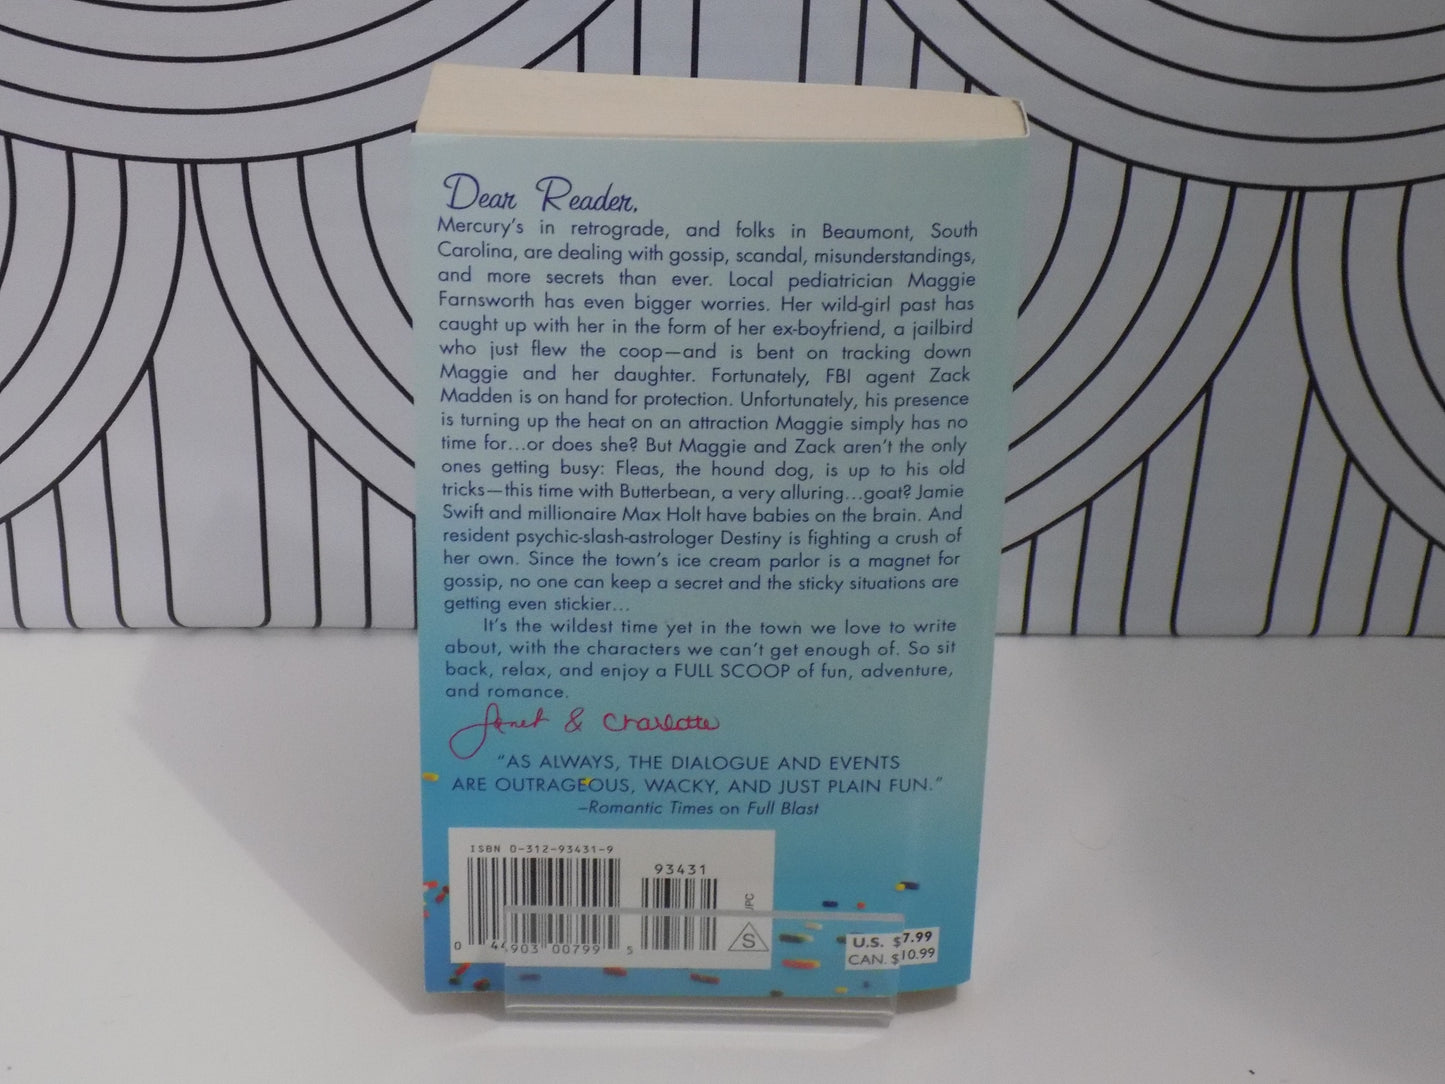 Dear Reader,
Mercury's in retrograde, and folks in Beaumont, South
Carolina, are dealing with gossip, scandal, misunderstandings,
and more secrets than ever. Local pediatrician Maggie
Farnsworth has even bigger worries. Her wild-girl past has
caught up with her in the form of her ex-boyfriend, a jailbird
who just flew the coop—and is bent on tracking down
Maggie and her daughter. Fortunately, FBI agent Zack
Madden is on hand for protection. Unfortunately, his presence
is turning up the heat on an attraction Maggie simply has no
time for...or does she? But Maggie and Zack aren't the only
ones getting busy: Fleas, the hound dog, is up to his old
tricks—this time with Butterbean, a very alluring...goat? Jamie
Swift and millionaire Max Holt have babies on the brain. And
resident psychic-slash-astrologer Destiny is fighting a crush of
her own. Since the town's ice cream parlor is a magnet for
gossip, no one can keep a secret and the sticky situations are
getting even stickier...
It's the wildest time yet in the town we love to write
about, with the characters we can't get enough of. So sit
back, relax, and enjoy a FULL SCOOP of fun, adventure,
and romance.
Janet & Charlotte
"AS ALWAYS, THE DIALOGUE AND EVENTS
ARE OUTRAGEOUS, WACKY, AND JUST PLAIN FUN."
–Romantic Times on Full Blast
ISBN 0-312-93431-9
93431
UPC
S
0 44903 00799 5
U.S. $7.99
CAN. $10.99